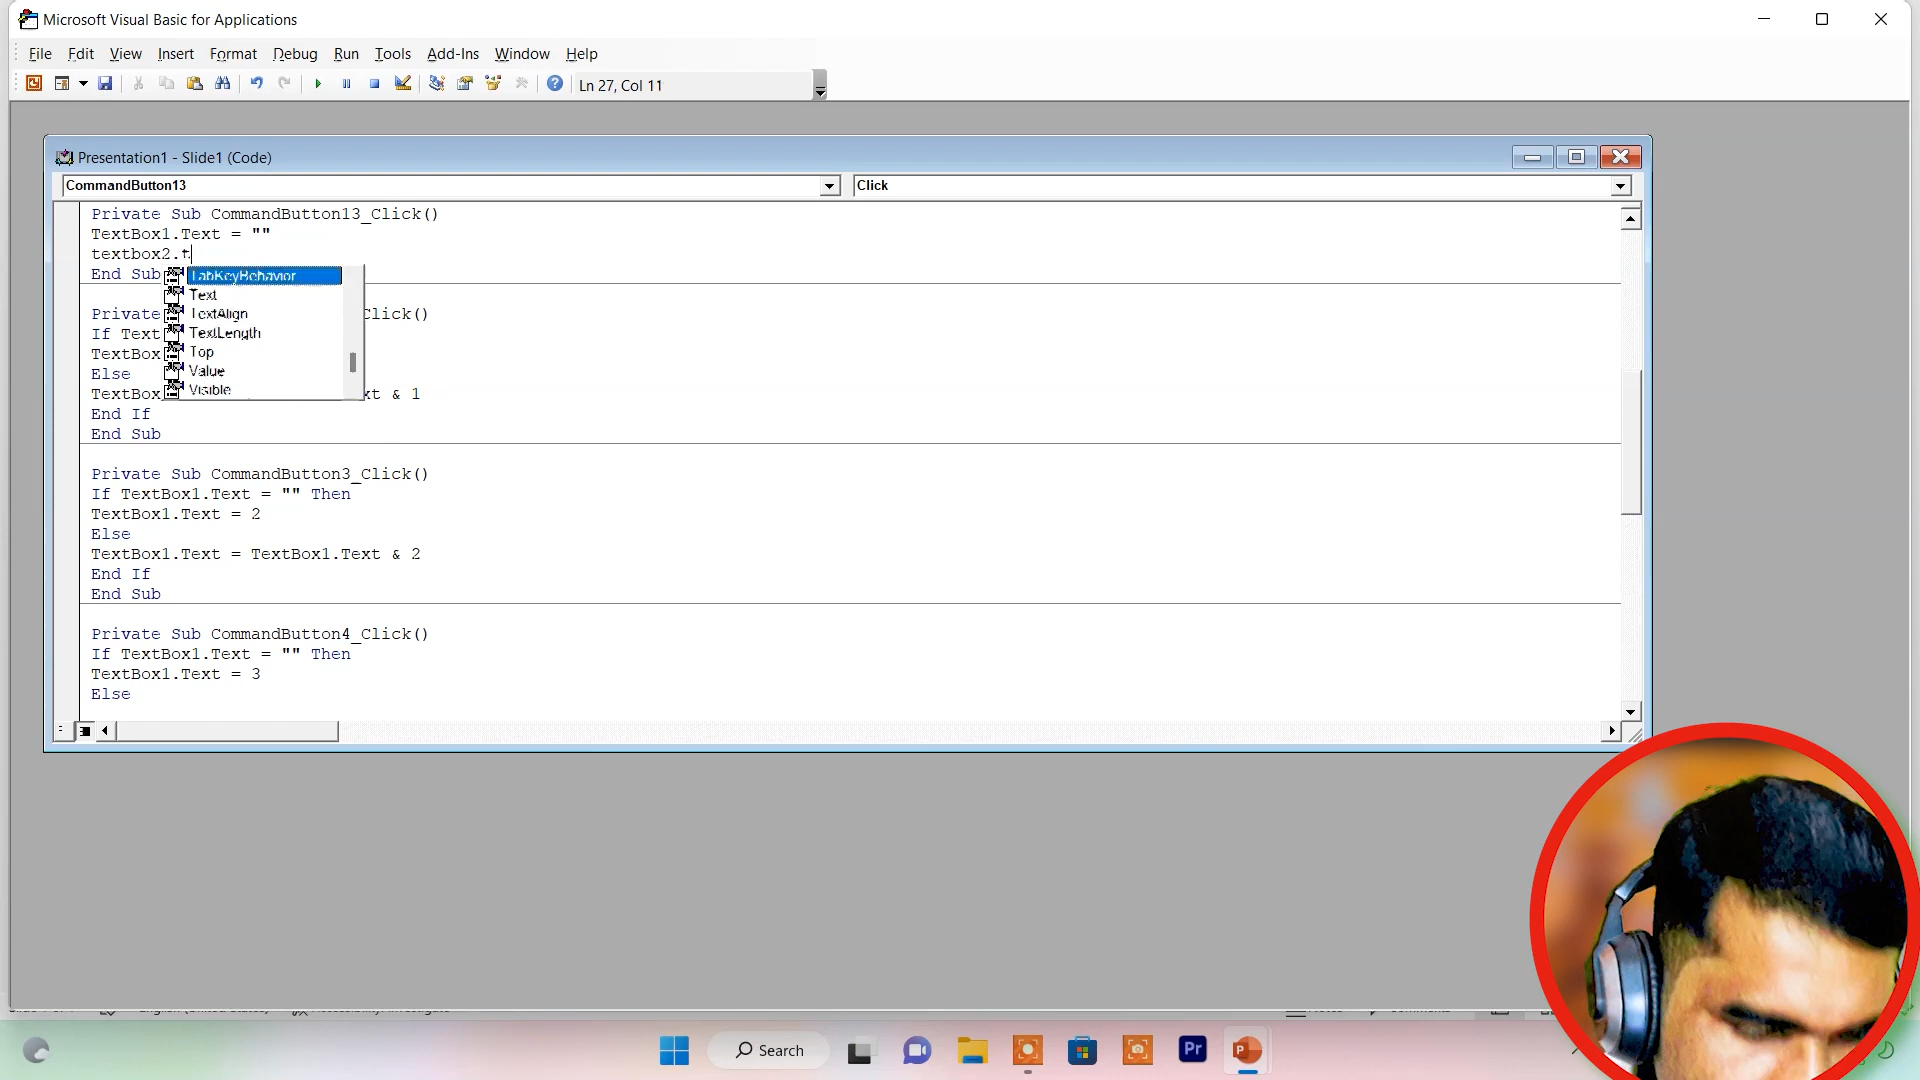 Microsoft Visual Basic for Applications
File Edit View Insert Format Debug Run Tools Add-Ins Window Help
Ln 27, Col 11
Presentation1 - Slide1 (Code)
CommandButton13
Click
Private Sub CommandButton13_Click()
TextBox1.Text = ""
textbox2.t
End Sub
TabKeyBehavior
Text
TextAlign
TextLength
Top
Value
Visible
Private Click()
If Text
TextBox
Else
TextBox xt & 1
End If
End Sub
Private Sub CommandButton3_Click()
If TextBox1.Text = "" Then
TextBox1.Text = 2
Else
TextBox1.Text = TextBox1.Text & 2
End If
End Sub
Private Sub CommandButton4_Click()
If TextBox1.Text = "" Then
TextBox1.Text = 3
Else
Search
Pr
P